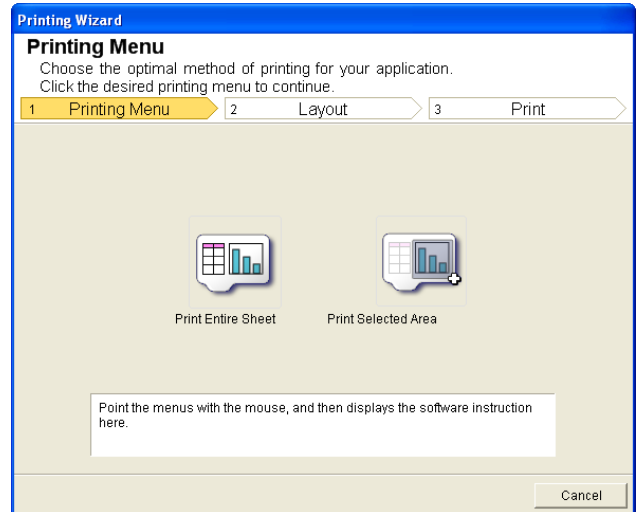 Printing Wizard
Printing Menu
Choose the optimal method of printing for your application.
Click the desired printing menu to continue.
1 Printing Menu 2 Layout 3 Print
Print Entire Sheet Print Selected Area
Point the menus with the mouse, and then displays the software instruction
here.
Cancel